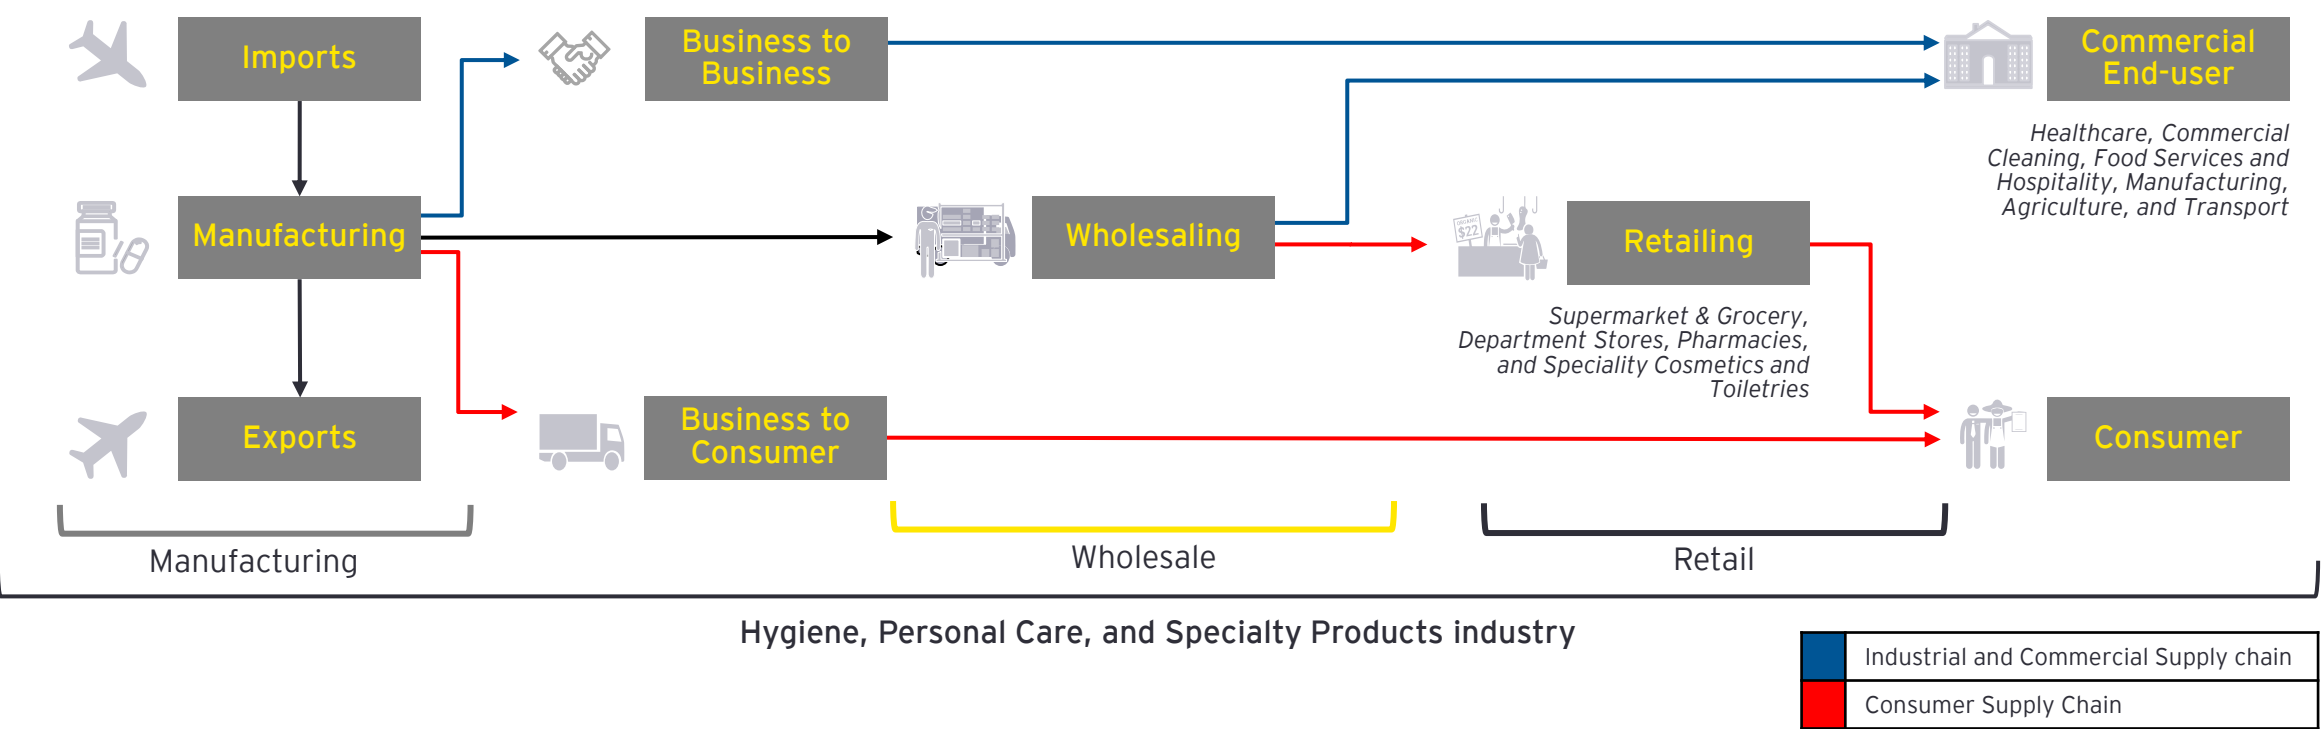 Imports
Business to
Business
Commercial
End-user
Healthcare, Commercial
Cleaning, Food Services and
Hospitality, Manufacturing,
Agriculture, and Transport
Manufacturing
Wholesaling
ORGANIC
$22
Retailing
Supermarket & Grocery,
Department Stores, Pharmacies,
and Speciality Cosmetics and
Toiletries
Exports
Business to
Consumer
Consumer
Manufacturing
Wholesale
Retail
Hygiene, Personal Care, and Specialty Products industry
Industrial and Commercial Supply chain
Consumer Supply Chain